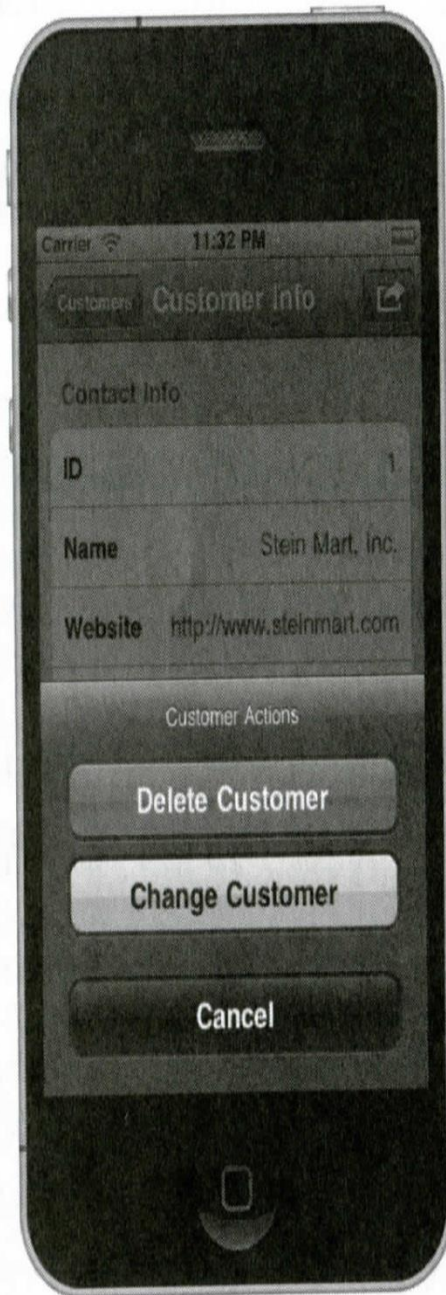 Carrier 11:32 PM
Customers Customer Info
Contact Info
ID 1
Name Stein Mart, Inc.
Website http://www.steinmart.com
Customer Actions
Delete Customer
Change Customer
Cancel